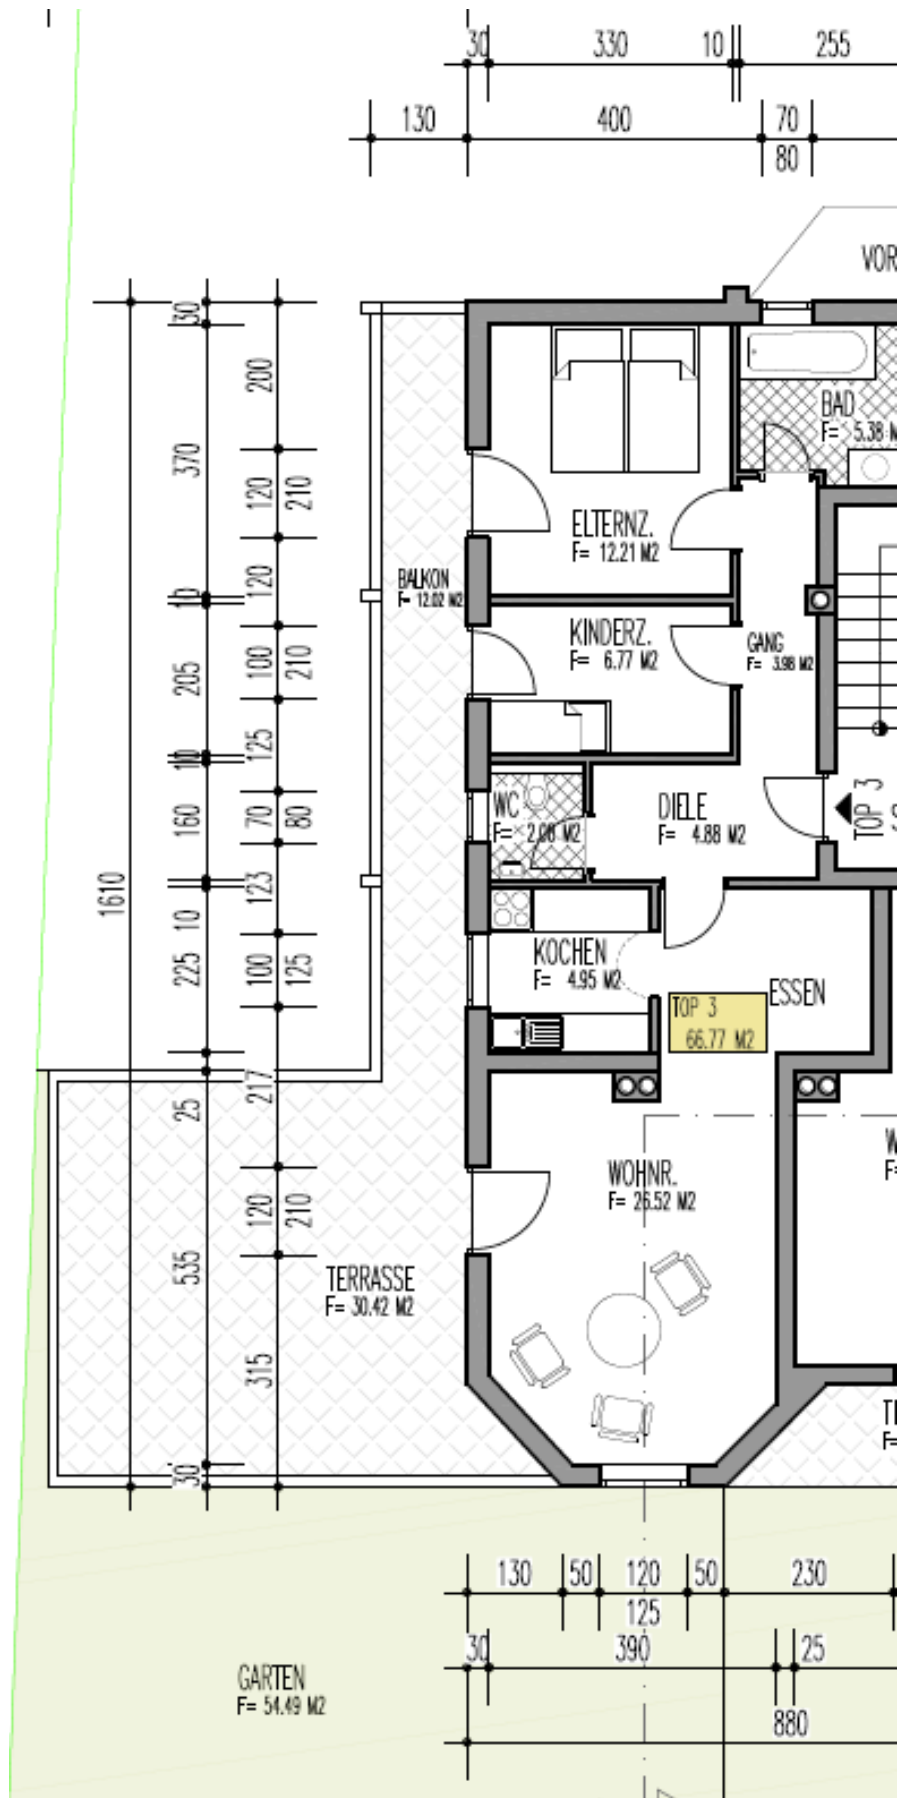 30 330 10 255
130 400 70
80
VOR
30
200
370
120 210
120
10
100 210
205
125
10
160 70 80
1610
123
10
225 100 125
217
25
120 210
535
315
30
BAD
F= 5.38 M
ELTERNZ.
F= 12.21 M2
BALKON
F= 12.02 M2
KINDERZ.
F= 6.77 M2
GANG
F= 3.98 M2
WC
F= 2.08 M2
DIELE
F= 4.88 M2
TOP 3
S
KOCHEN
F= 4.95 M2
ESSEN
TOP 3
66.77 M2
WOHNR.
F= 26.52 M2
W
F=
TERRASSE
F= 30.42 M2
TE
F=
130 50 120 50 230
125
30 390 25
880
GARTEN
F= 54.49 M2